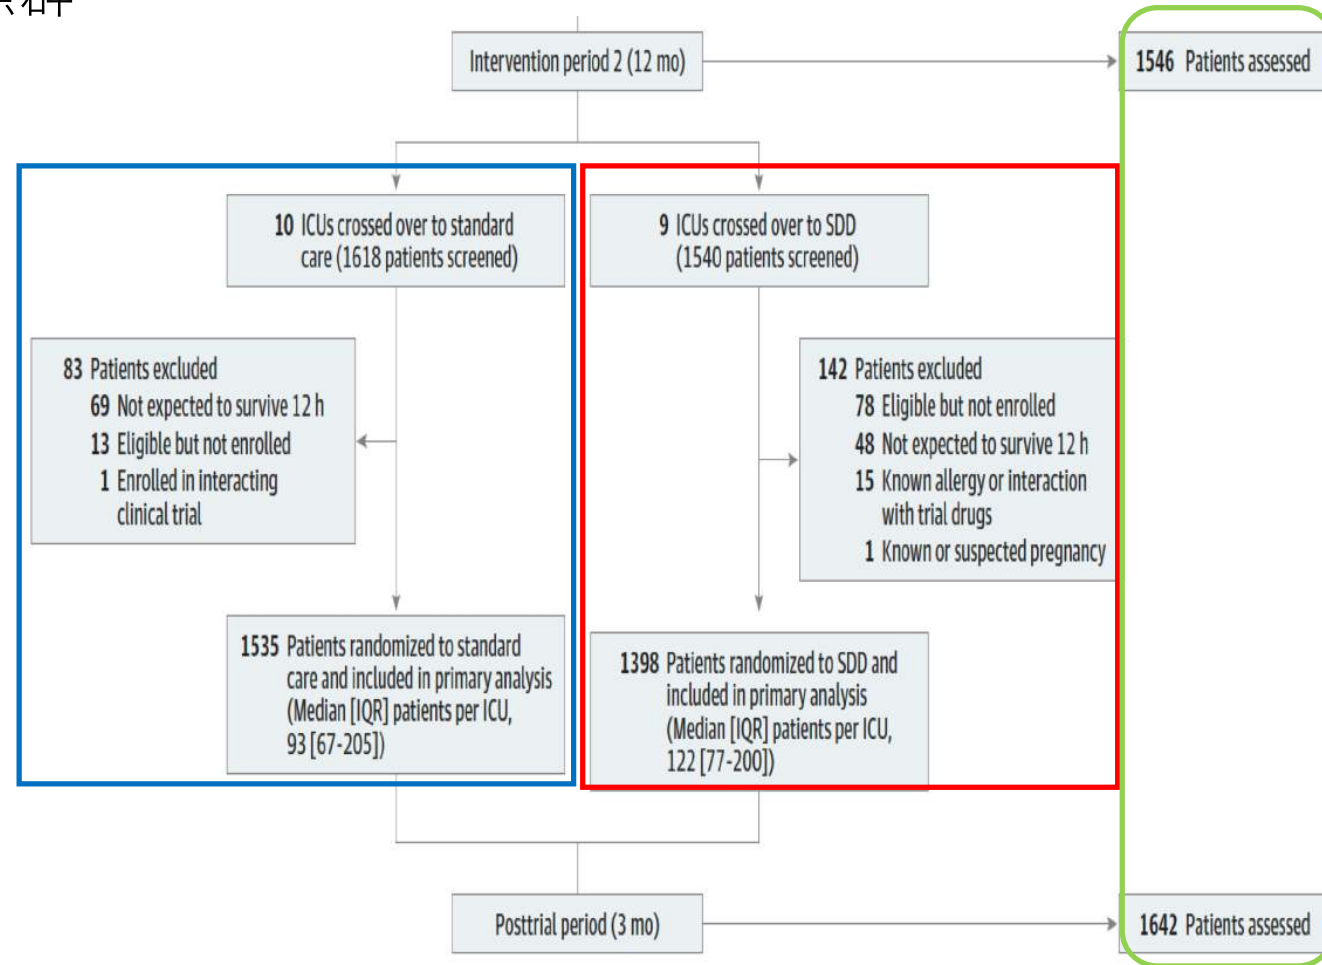 群
Intervention period 2 (12 mo)
1546 Patients assessed
10 ICUs crossed over to standard
care (1618 patients screened)
9 ICUs crossed over to SDD
(1540 patients screened)
83 Patients excluded
69 Not expected to survive 12 h
13 Eligible but not enrolled
1 Enrolled in interacting
clinical trial
142 Patients excluded
78 Eligible but not enrolled
48 Not expected to survive 12 h
15 Known allergy or interaction
with trial drugs
1 Known or suspected pregnancy
1535 Patients randomized to standard
care and included in primary analysis
(Median [IQR] patients per ICU,
93 [67-205])
1398 Patients randomized to SDD and
included in primary analysis
(Median [IQR] patients per ICU,
122 [77-200])
Posttrial period (3 mo)
1642 Patients assessed